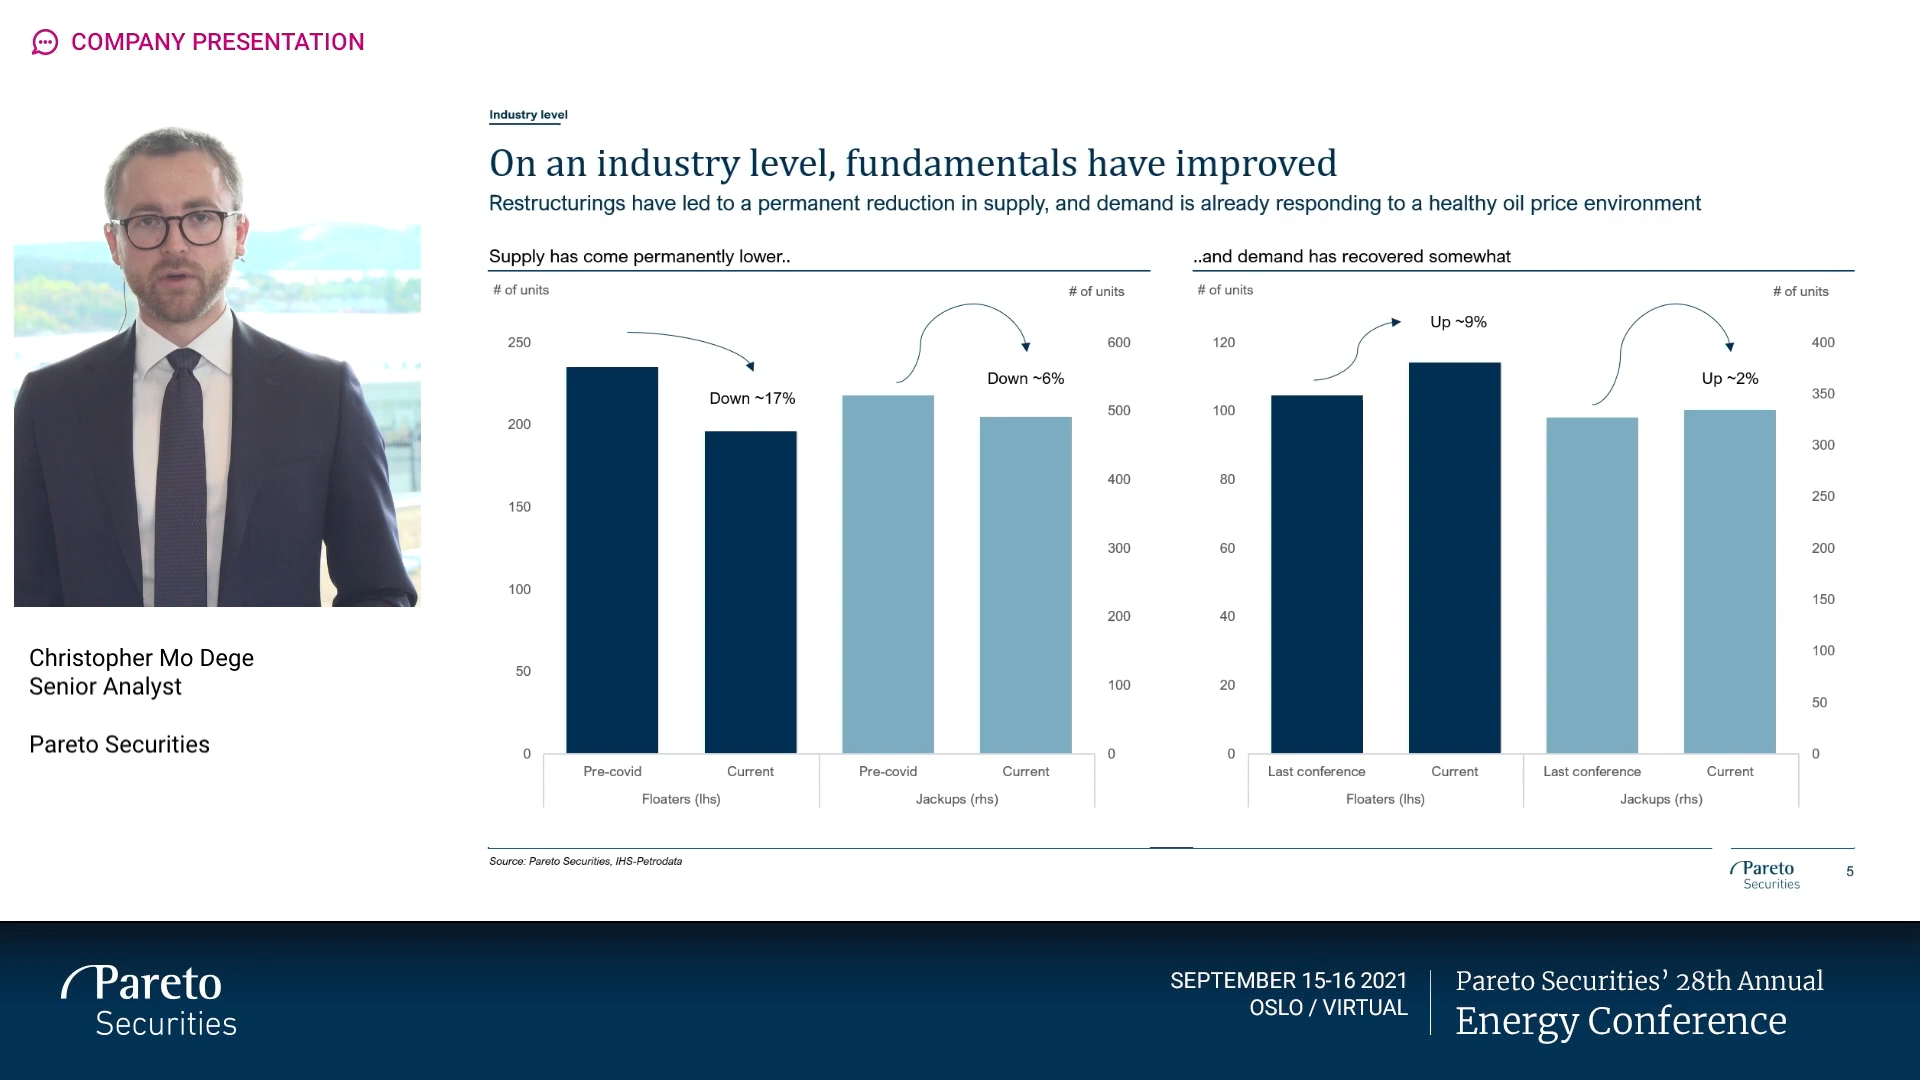 COMPANY PRESENTATION
Industry level
On an industry level, fundamentals have improved
Restructurings have led to a permanent reduction in supply, and demand is already responding to a healthy oil price environment
Supply has come permanently lower..
# of units
# of units
250
200
150
100
50
0
Down ~17%
Down ~6%
600
500
400
300
200
100
0
Pre-covid
Current
Pre-covid
Current
Floaters (lhs)
Jackups (rhs)
..and demand has recovered somewhat
# of units
# of units
120
100
80
60
40
20
0
Up ~9%
Up ~2%
400
350
300
250
200
150
100
50
0
Last conference
Current
Last conference
Current
Floaters (lhs)
Jackups (rhs)
Source: Pareto Securities, IHS-Petrodata
Pareto
Securities
5
Christopher Mo Dege
Senior Analyst
Pareto Securities
Pareto
Securities
SEPTEMBER 15-16 2021
OSLO / VIRTUAL
Pareto Securities’ 28th Annual
Energy Conference